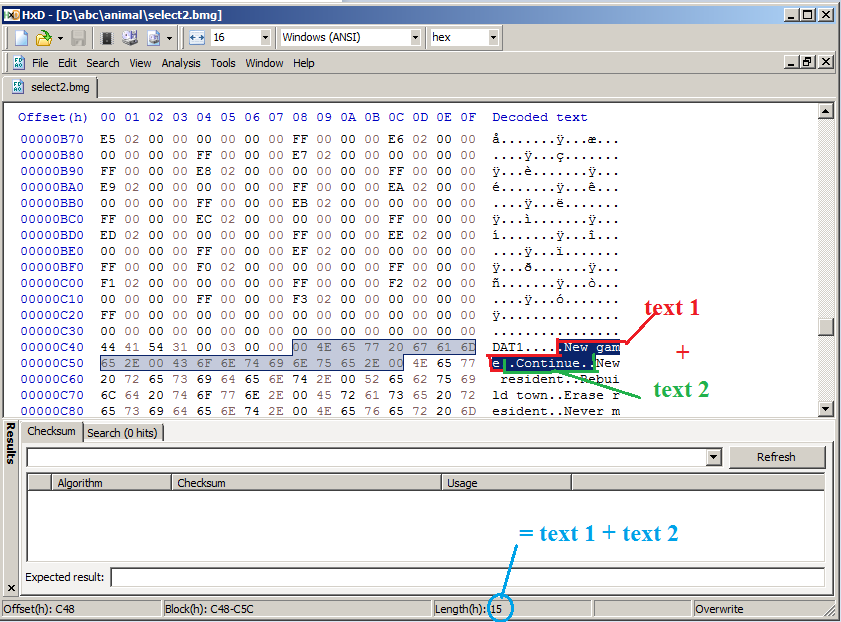 HxD - [D:\abc\animal\select2.bmg]
16 Windows (ANSI) hex
File Edit Search View Analysis Tools Window Help
select2.bmg
Offset(h) 00 01 02 03 04 05 06 07 08 09 0A 0B 0C 0D 0E 0F Decoded text
00000B70 E5 02 00 00 00 00 00 00 FF 00 00 00 E6 02 00 00 å.......ÿ...æ...
00000B80 00 00 00 00 FF 00 00 00 E7 02 00 00 00 00 00 00 ....ÿ...ç.......
00000B90 FF 00 00 00 E8 02 00 00 00 00 00 00 FF 00 00 00 ÿ...è.......ÿ...
00000BA0 E9 02 00 00 00 00 00 00 FF 00 00 00 EA 02 00 00 é.......ÿ...ê...
00000BB0 00 00 00 00 FF 00 00 00 EB 02 00 00 00 00 00 00 ....ÿ...ë.......
00000BC0 FF 00 00 00 EC 02 00 00 00 00 00 00 FF 00 00 00 ÿ...ì.......ÿ...
00000BD0 ED 02 00 00 00 00 00 00 FF 00 00 00 EE 02 00 00 í.......ÿ...î...
00000BE0 00 00 00 00 FF 00 00 00 EF 02 00 00 00 00 00 00 ....ÿ...ï.......
00000BF0 FF 00 00 00 F0 02 00 00 00 00 00 00 FF 00 00 00 ÿ...ð.......ÿ...
00000C00 F1 02 00 00 00 00 00 00 FF 00 00 00 F2 02 00 00 ñ.......ÿ...ò...
00000C10 00 00 00 00 FF 00 00 00 F3 02 00 00 00 00 00 00 ....ÿ...ó.......
00000C20 FF 00 00 00 00 00 00 00 00 00 00 00 00 00 00 00 ÿ...............
00000C30 00 00 00 00 00 00 00 00 00 00 00 00 00 00 00 00 ................
00000C40 44 41 54 31 00 03 00 00 00 4E 65 77 20 67 61 6D DAT1.....New gam
00000C50 65 2E 00 43 6F 6E 74 69 6E 75 65 2E 00 4E 65 77 e..Continue..New
00000C60 20 72 65 73 69 64 65 6E 74 2E 00 52 65 62 75 69 resident..Rebui
00000C70 6C 64 20 74 6F 77 6E 2E 00 45 72 61 73 65 20 72 ld town..Erase r
00000C80 65 73 69 64 65 6E 74 2E 00 4E 65 76 65 72 20 6D esident..Never m
text 1
+
text 2
Results
Checksum Search (0 hits)
Refresh
Algorithm Checksum Usage
= text 1 + text 2
Expected result:
Offset(h): C48 Block(h): C48-C5C Length(h): 15 Overwrite